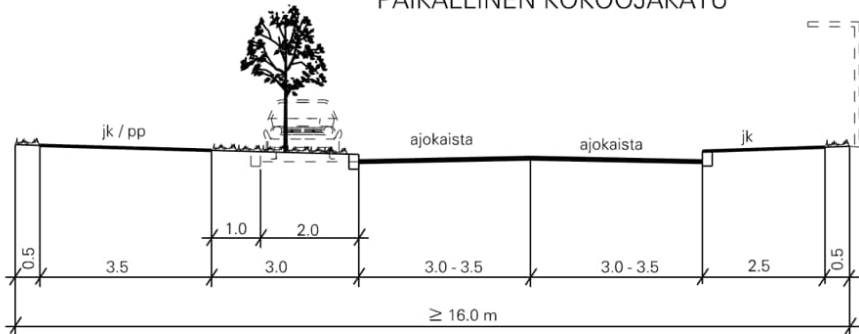 PAIKALLINEN KOKOOJAKATU
jk / pp
ajokaista
ajokaista
jk
1.0
2.0
0.5
3.5
3.0
3.0 - 3.5
3.0 - 3.5
2.5
0.5
≥ 16.0 m